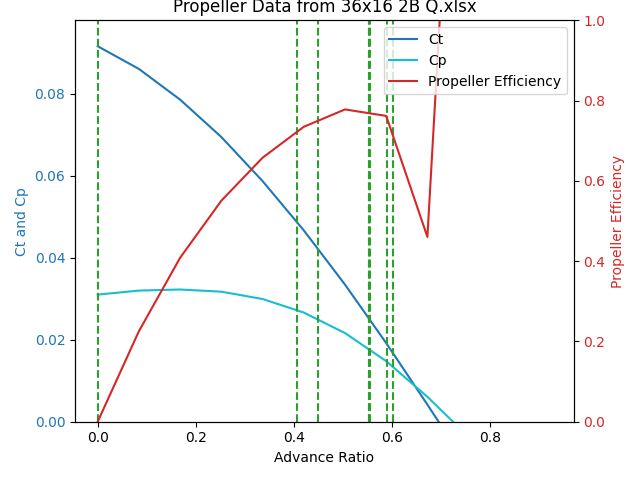 Propeller Data from 36x16 2B Q.xlsx
Ct
Cp
Propeller Efficiency
0.00
0.02
0.04
0.06
0.08
Ct and Cp
0.0
0.2
0.4
0.6
0.8
Advance Ratio
0.0
0.2
0.4
0.6
0.8
1.0
Propeller Efficiency